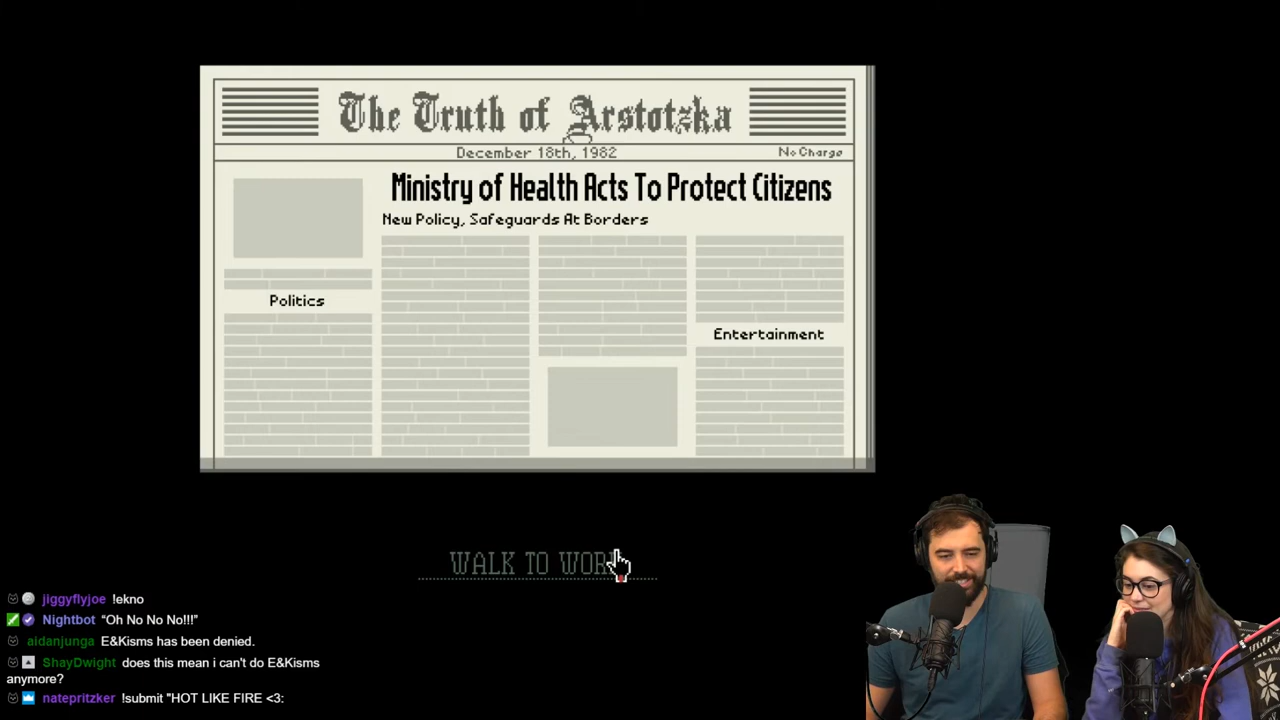 The Truth of Arstotzka
December 18th, 1982
No Charge
Ministry of Health Acts To Protect Citizens
New Policy, Safeguards At Borders
Politics
Entertainment
WALK TO WORK
jiggyflyjoe !ekno
Nightbot “Oh No No No!!!”
aidanjunga E&Kisms has been denied.
ShayDwight does this mean i can't do E&Kisms
anymore?
natepritzker !submit "HOT LIKE FIRE <3: